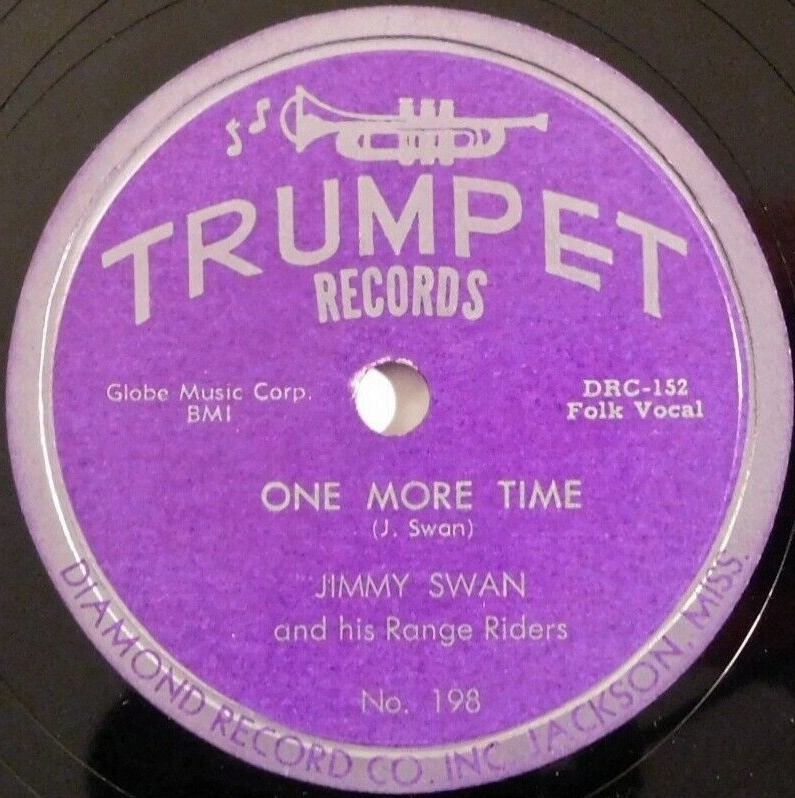 TRUMPET
RECORDS
Globe Music Corp.
BMI
DRC-152
Folk Vocal
ONE MORE TIME
(J. Swan)
JIMMY SWAN
and his Range Riders
No. 198
DIAMOND RECORD CO. INC. JACKSON, MISS.